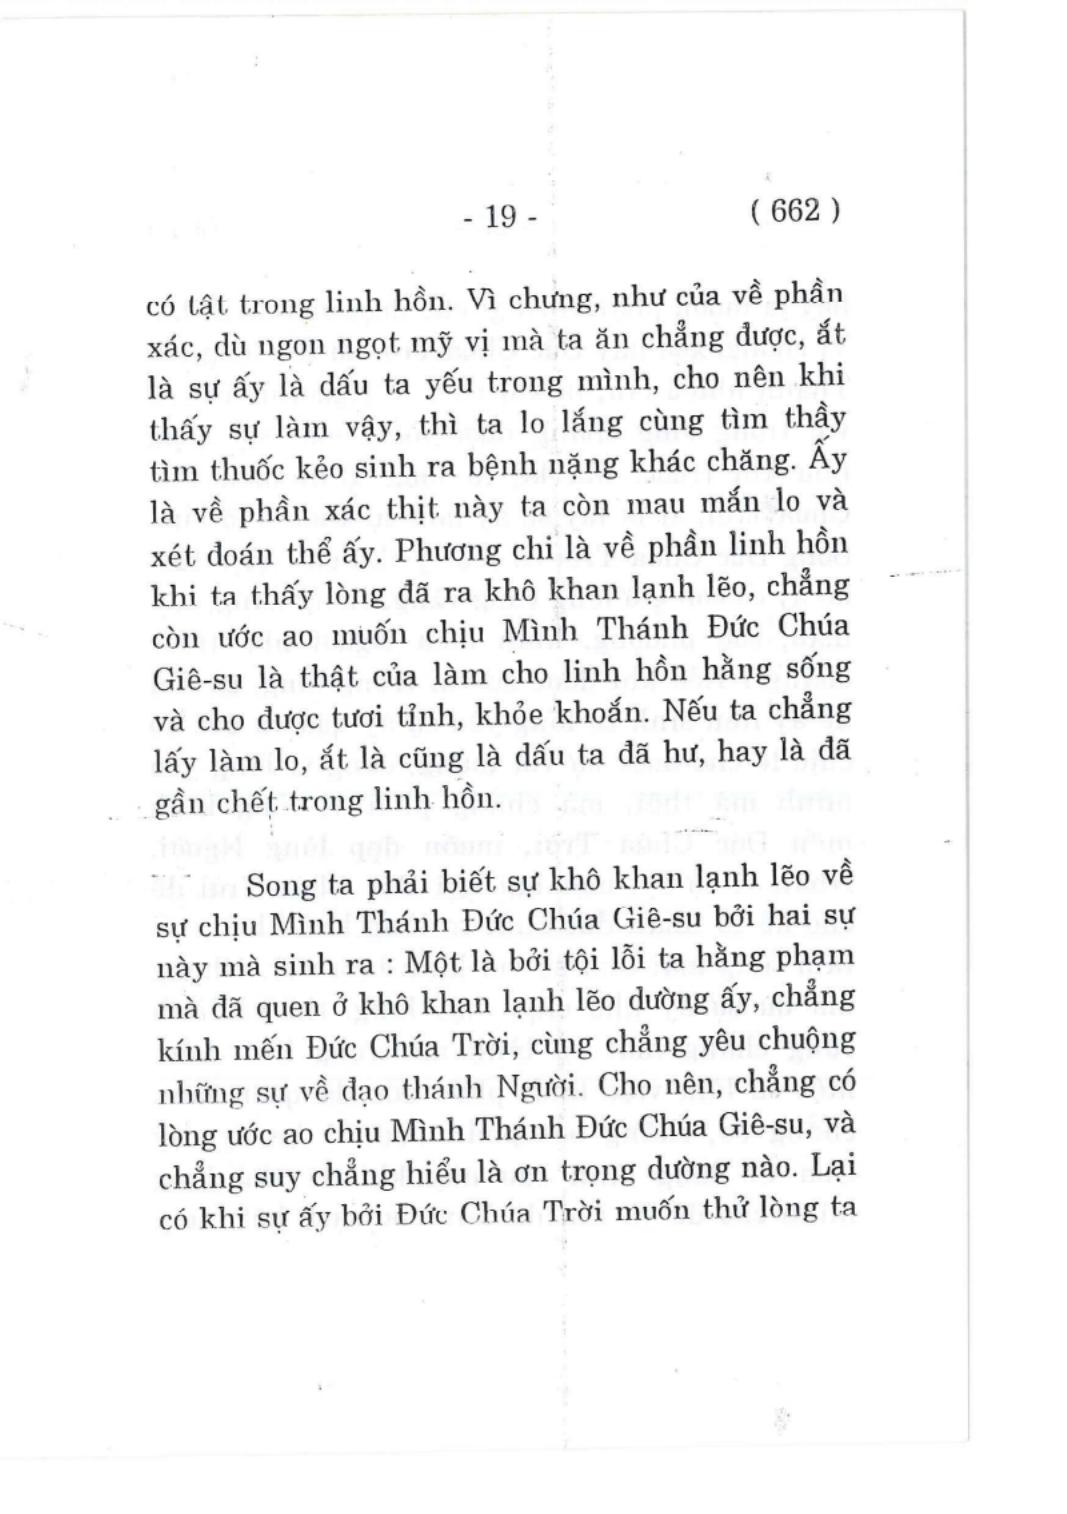 - 19 -
( 662 )
có tật trong linh hồn. Vì chưng, như của về phần
xác, dù ngon ngọt mỹ vị mà ta ăn chẳng được, ắt
là sự ấy là dấu ta yếu trong mình, cho nên khi
thấy sự làm vậy, thì ta lo lắng cùng tìm thầy
tìm thuốc kẻo sinh ra bệnh nặng khác chăng. Ấy
là về phần xác thịt này ta còn mau mắn lo và
xét đoán thể ấy. Phương chi là về phần linh hồn
khi ta thấy lòng đã ra khô khan lạnh lẽo, chẳng
còn ước ao muốn chịu Mình Thánh Đức Chúa
Giê-su là thật của làm cho linh hồn hằng sống
và cho được tươi tỉnh, khỏe khoắn. Nếu ta chẳng
lấy làm lo, ắt là cũng là dấu ta đã hư, hay là đã
gần chết trong linh hồn.
Song ta phải biết sự khô khan lạnh lẽo về
sự chịu Mình Thánh Đức Chúa Giê-su bởi hai sự
này mà sinh ra : Một là bởi tội lỗi ta hằng phạm
mà đã quen ở khô khan lạnh lẽo dường ấy, chẳng
kính mến Đức Chúa Trời, cùng chẳng yêu chuộng
những sự về đạo thánh Người. Cho nên, chẳng có
lòng ước ao chịu Mình Thánh Đức Chúa Giê-su, và
chẳng suy chẳng hiểu là ơn trọng dường nào. Lại
có khi sự ấy bởi Đức Chúa Trời muốn thử lòng ta